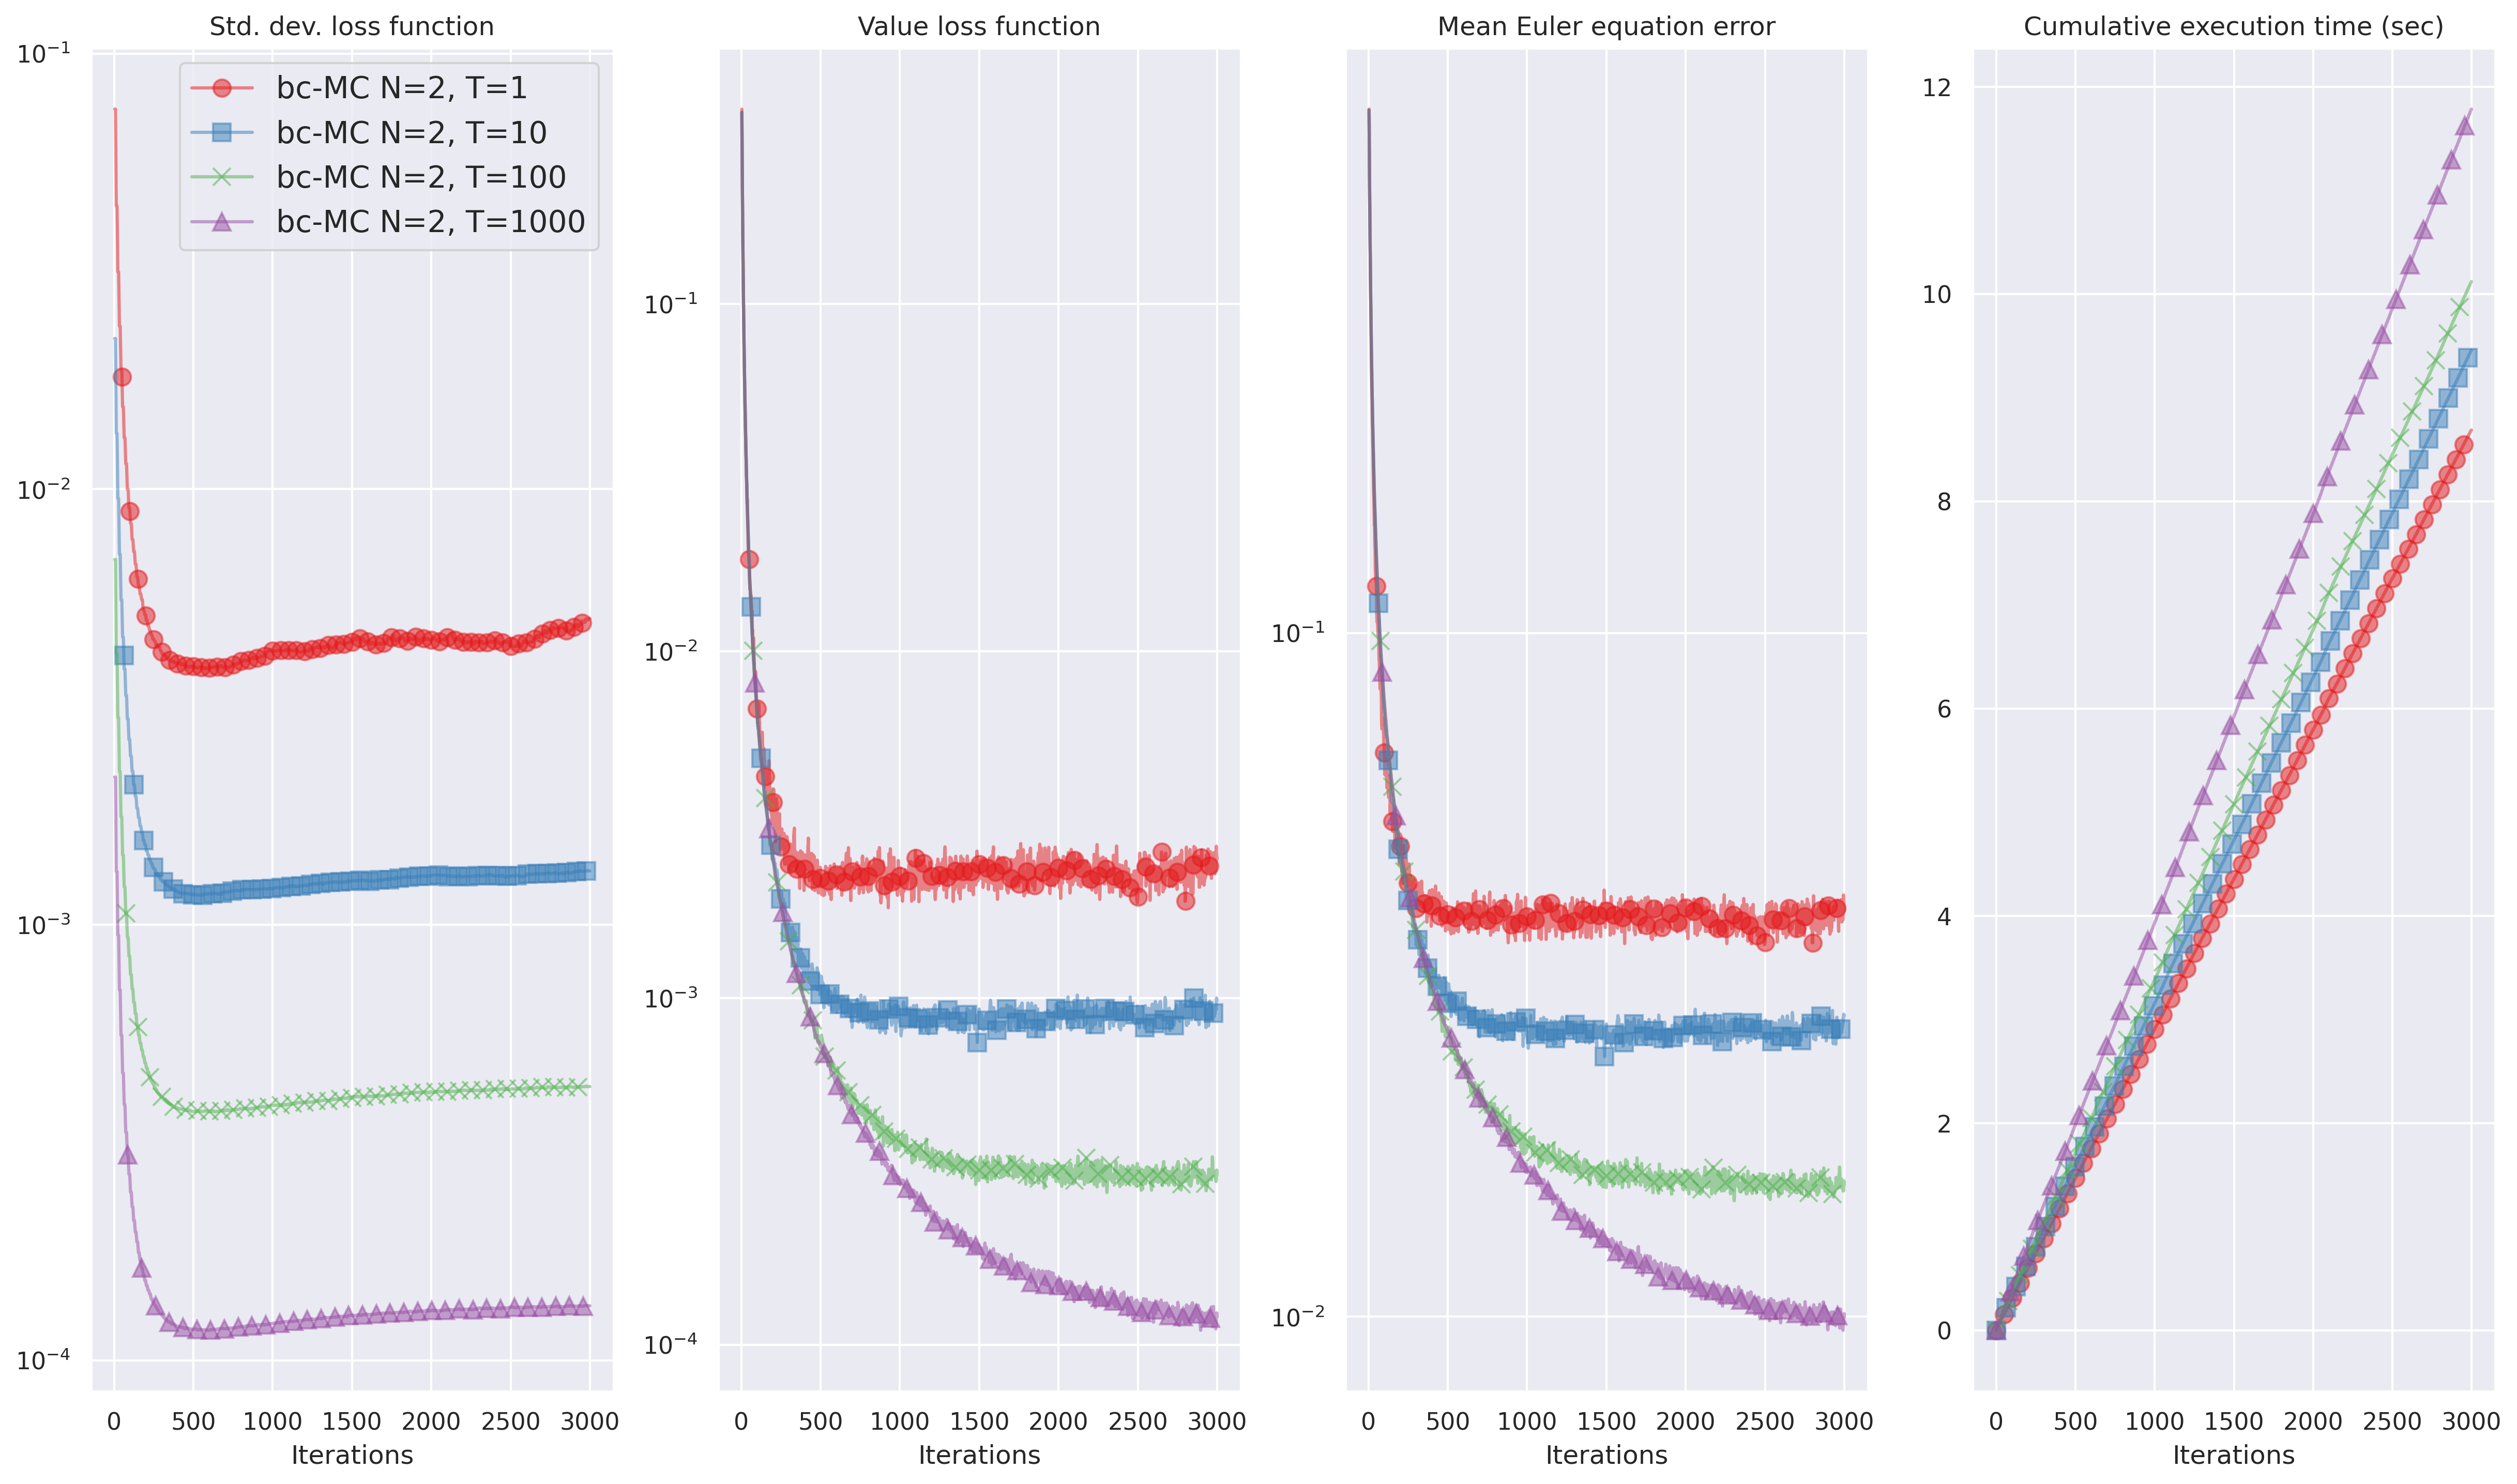 Std. dev. loss function
10⁻¹
10⁻²
10⁻³
10⁻⁴
bc-MC N=2, T=1
bc-MC N=2, T=10
bc-MC N=2, T=100
bc-MC N=2, T=1000
0 500 1000 1500 2000 2500 3000
Iterations
Value loss function
10⁻¹
10⁻²
10⁻³
10⁻⁴
0 500 1000 1500 2000 2500 3000
Iterations
Mean Euler equation error
10⁻¹
10⁻²
0 500 1000 1500 2000 2500 3000
Iterations
Cumulative execution time (sec)
12
10
8
6
4
2
0
0 500 1000 1500 2000 2500 3000
Iterations